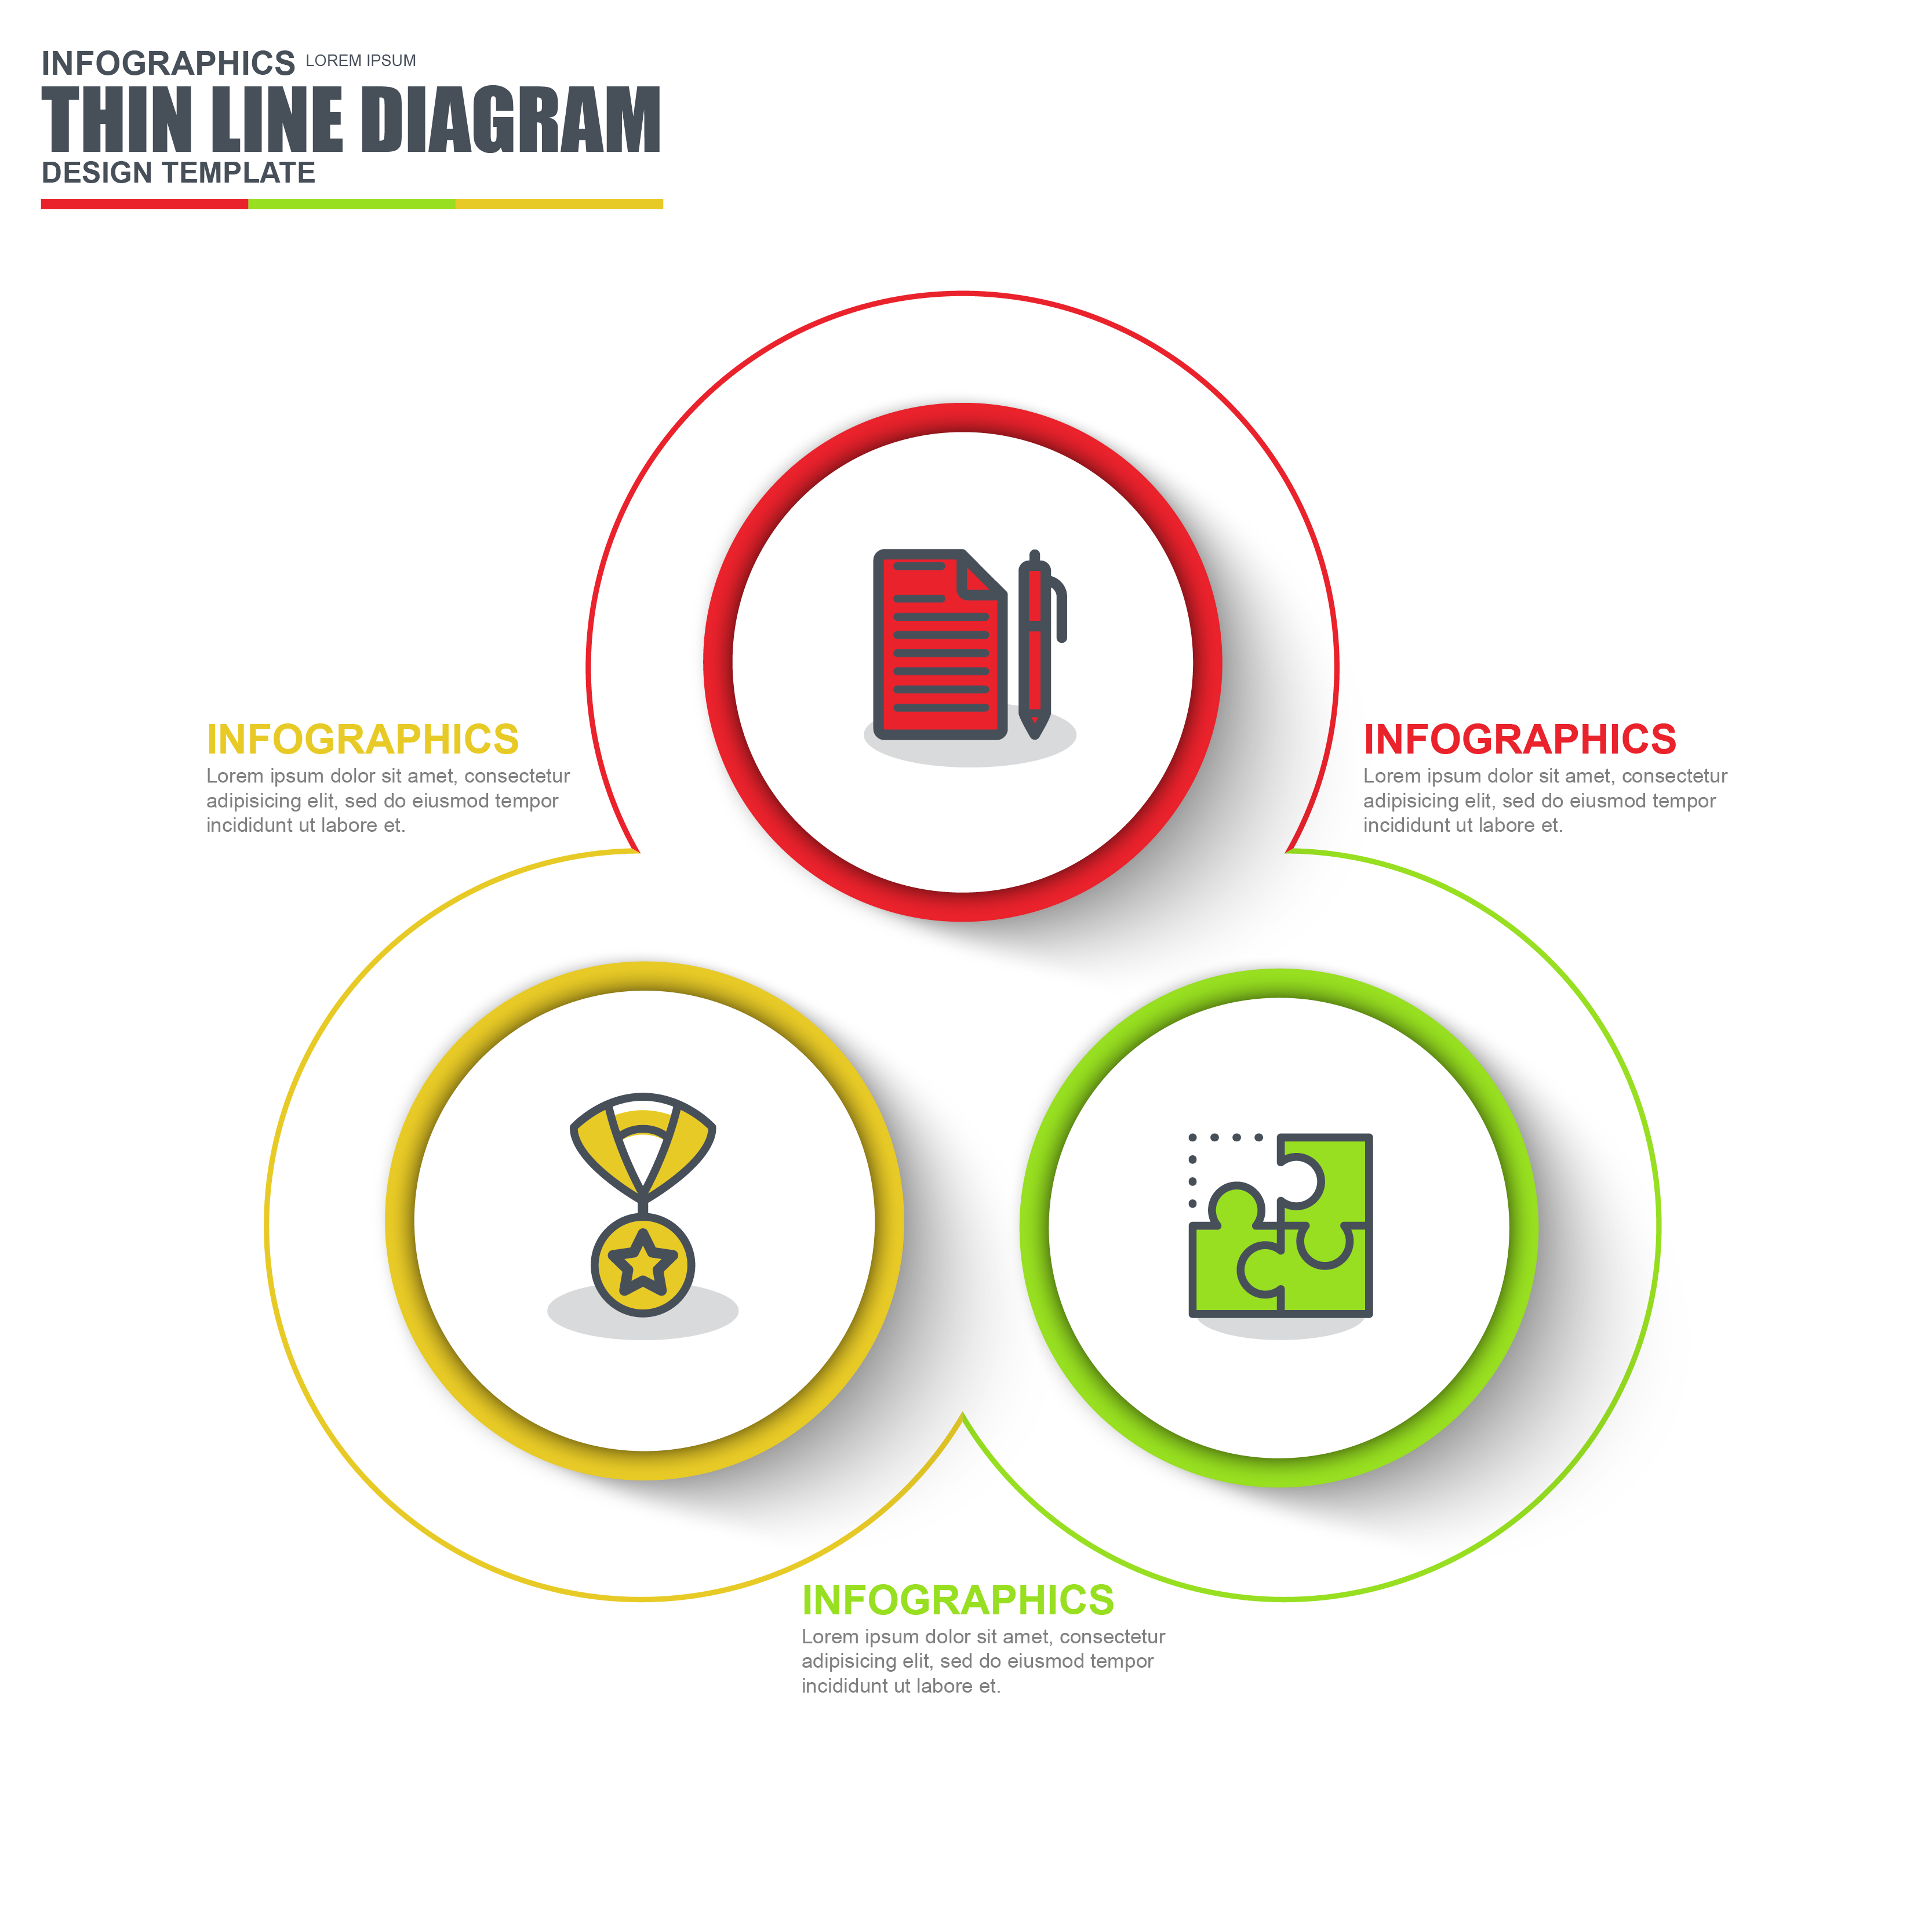 INFOGRAPHICS LOREM IPSUM
THIN LINE DIAGRAM
DESIGN TEMPLATE
INFOGRAPHICS
Lorem ipsum dolor sit amet, consectetur
adipisicing elit, sed do eiusmod tempor
incididunt ut labore et.
INFOGRAPHICS
Lorem ipsum dolor sit amet, consectetur
adipisicing elit, sed do eiusmod tempor
incididunt ut labore et.
INFOGRAPHICS
Lorem ipsum dolor sit amet, consectetur
adipisicing elit, sed do eiusmod tempor
incididunt ut labore et.